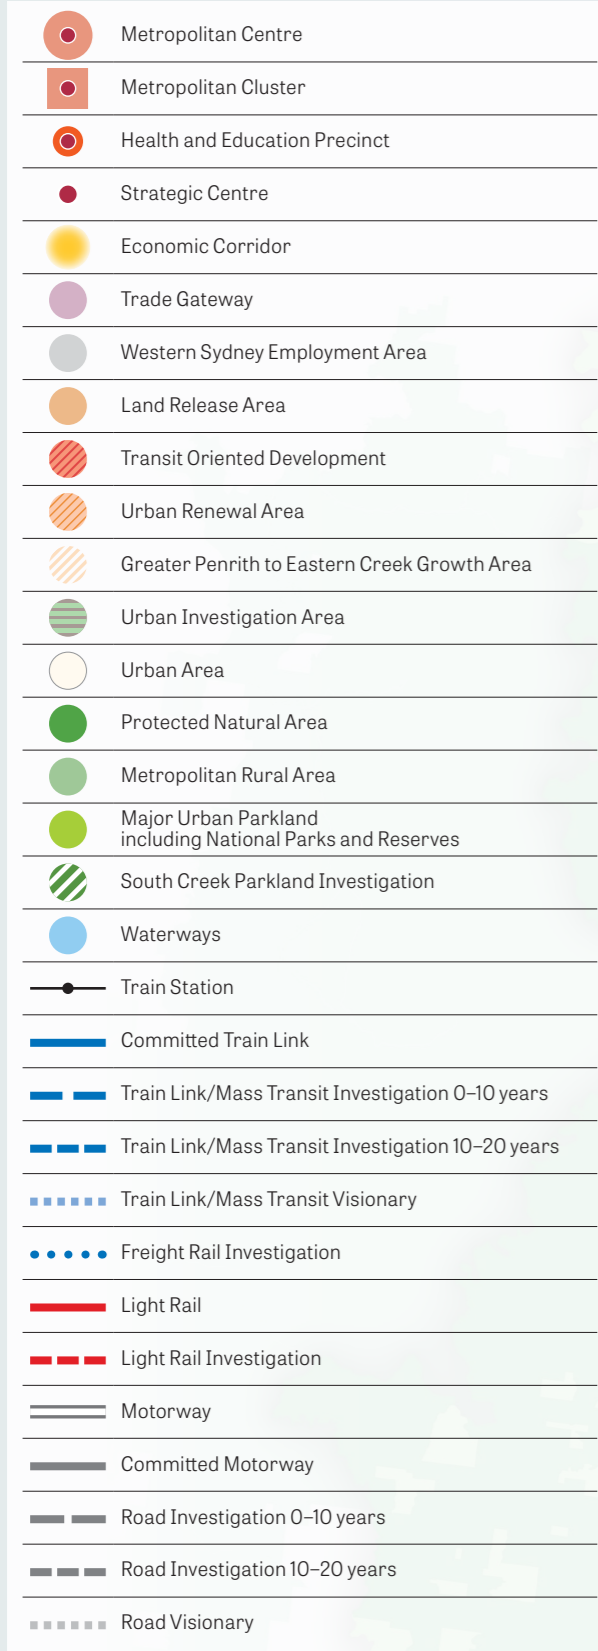 Metropolitan Centre
Metropolitan Cluster
Health and Education Precinct
Strategic Centre
Economic Corridor
Trade Gateway
Western Sydney Employment Area
Land Release Area
Transit Oriented Development
Urban Renewal Area
Greater Penrith to Eastern Creek Growth Area
Urban Investigation Area
Urban Area
Protected Natural Area
Metropolitan Rural Area
Major Urban Parkland
including National Parks and Reserves
South Creek Parkland Investigation
Waterways
Train Station
Committed Train Link
Train Link/Mass Transit Investigation 0–10 years
Train Link/Mass Transit Investigation 10–20 years
Train Link/Mass Transit Visionary
Freight Rail Investigation
Light Rail
Light Rail Investigation
Motorway
Committed Motorway
Road Investigation 0–10 years
Road Investigation 10–20 years
Road Visionary